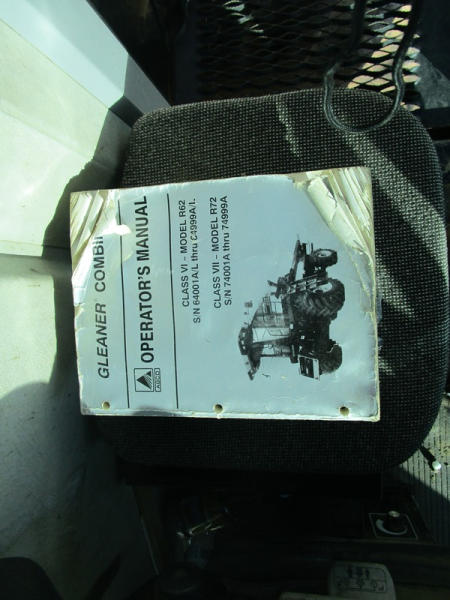 GLEANER® COMBI
OPERATOR'S MANUAL
AGCO
CLASS VI - MODEL R62
S/N 64001A/L thru 64999A/L
CLASS VII - MODEL R72
S/N 74001A thru 74999A